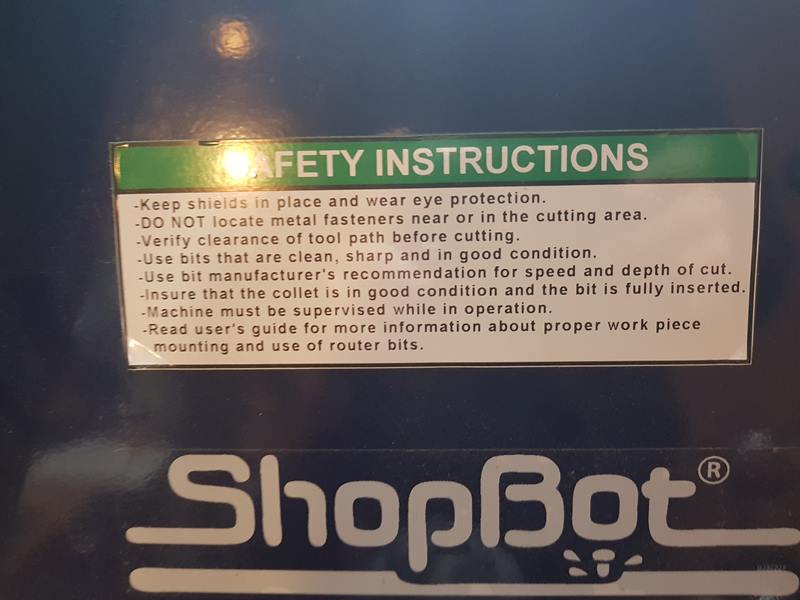 SAFETY INSTRUCTIONS
-Keep shields in place and wear eye protection.
-DO NOT locate metal fasteners near or in the cutting area.
-Verify clearance of tool path before cutting.
-Use bits that are clean, sharp and in good condition.
-Use bit manufacturer's recommendation for speed and depth of cut.
-Insure that the collet is in good condition and the bit is fully inserted.
-Machine must be supervised while in operation.
-Read user's guide for more information about proper work piece
mounting and use of router bits.
ShopBot®